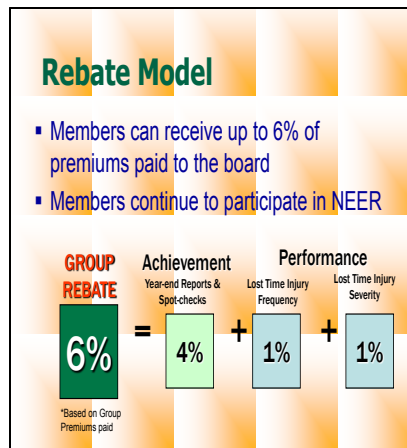 Rebate Model
▪ Members can receive up to 6% of
premiums paid to the board
▪ Members continue to participate in NEER
GROUP
REBATE
6%
*Based on Group
Premiums paid
=
Achievement
Year-end Reports &
Spot-checks
4%
+
Performance
Lost Time Injury
Frequency
1%
+
Lost Time Injury
Severity
1%